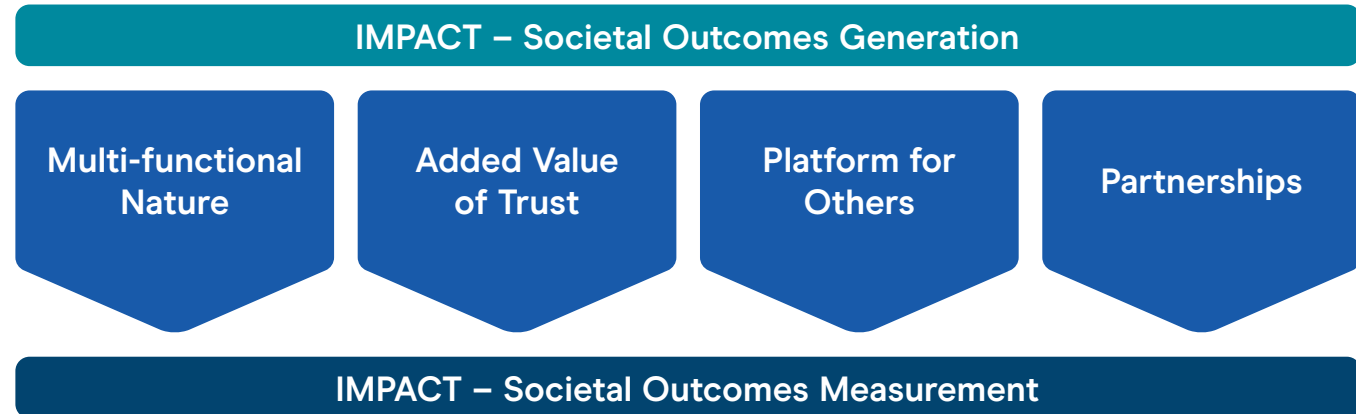 IMPACT – Societal Outcomes Generation
Multi-functional
Nature
Added Value
of Trust
Platform for
Others
Partnerships
IMPACT – Societal Outcomes Measurement